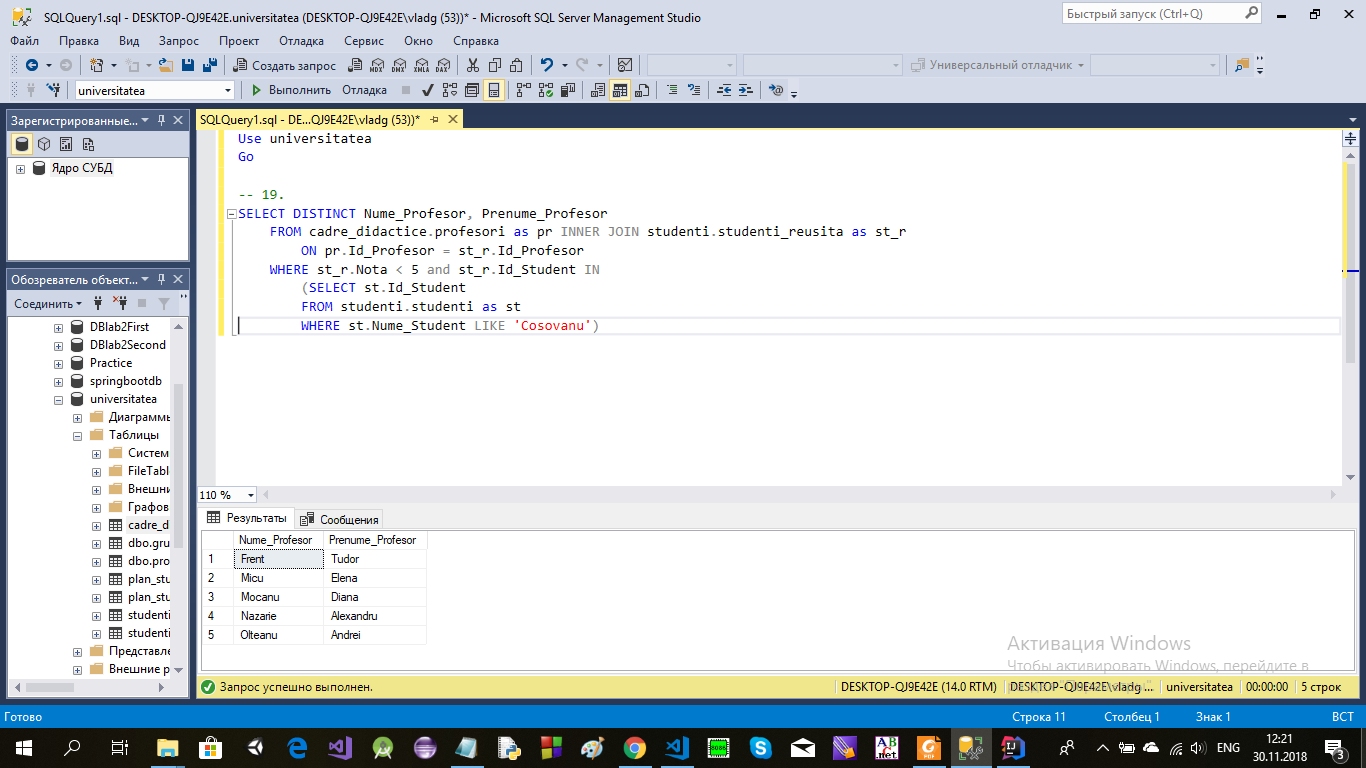 SQLQuery1.sql - DESKTOP-QJ9E42E.universitatea (DESKTOP-QJ9E42E\vladg (53))* - Microsoft SQL Server Management Studio
Быстрый запуск (Ctrl+Q)
Файл Правка Вид Запрос Проект Отладка Сервис Окно Справка
Создать запрос MDX DMX XMLA DAX Универсальный отладчик
universitatea Выполнить Отладка
Зарегистрированные...
Ядро СУБД
Обозреватель объект...
Соединить
DBlab2First
DBlab2Second
Practice
springbootdb
universitatea
Диаграммы
Таблицы
Систем
FileTabl
Внешни
Графов
cadre_d
dbo.gru
dbo.pro
plan_stu
plan_stu
studenti
studenti
Представле
Внешние р
SQLQuery1.sql - DE...QJ9E42E\vladg (53))*
Use universitatea
Go
-- 19.
SELECT DISTINCT Nume_Profesor, Prenume_Profesor
FROM cadre_didactice.profesori as pr INNER JOIN studenti.studenti_reusita as st_r
ON pr.Id_Profesor = st_r.Id_Profesor
WHERE st_r.Nota < 5 and st_r.Id_Student IN
(SELECT st.Id_Student
FROM studenti.studenti as st
WHERE st.Nume_Student LIKE 'Cosovanu')
110 %
Результаты Сообщения
Nume_Profesor Prenume_Profesor
1 Frent Tudor
2 Micu Elena
3 Mocanu Diana
4 Nazarie Alexandru
5 Olteanu Andrei
Активация Windows
Чтобы активировать Windows, перейдите в
Запрос успешно выполнен. DESKTOP-QJ9E42E (14.0 RTM) DESKTOP-QJ9E42E\vladg ... universitatea 00:00:00 5 строк
Готово Строка 11 Столбец 1 Знак 1 ВСТ
ENG 12:21
30.11.2018 3